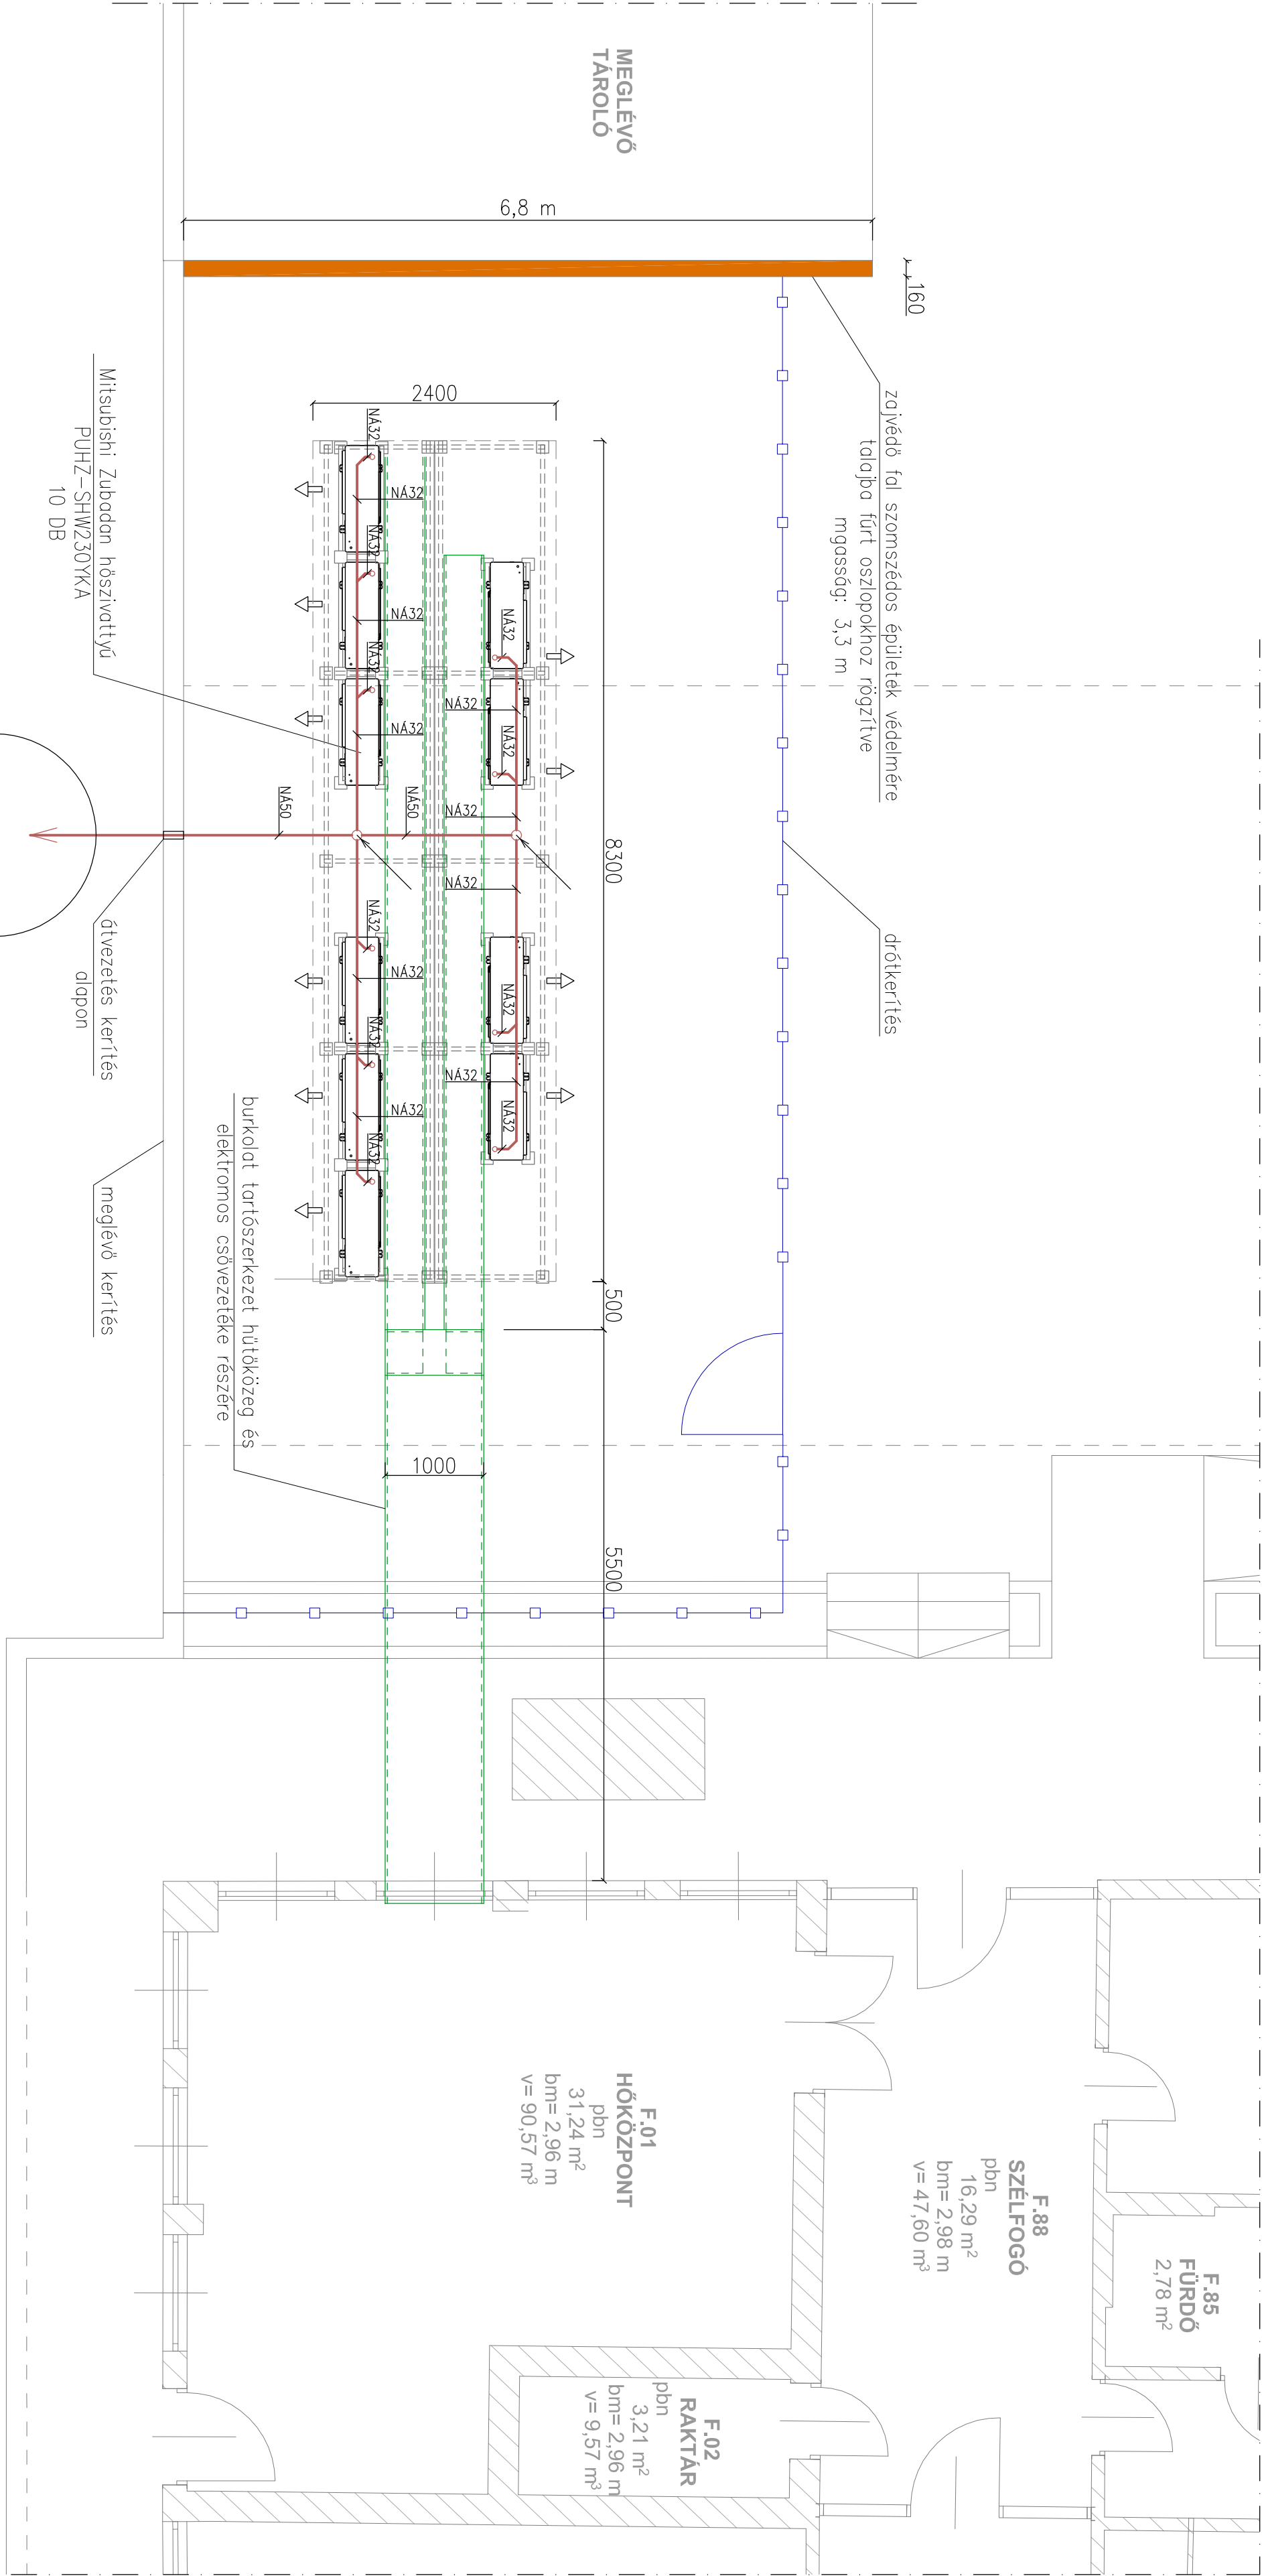 MEGLÉVŐ
TÁROLÓ
6,8 m
160
zajvédő fal szomszédos épületek védelmére
talajba fúrt oszlopokhoz rögzítve
mgasság: 3,3 m
drótkerítés
2400
8300
500
5500
1000
Mitsubishi Zubadan hőszivattyú
PUHZ-SHW230YKA
10 DB
NÁ32
NÁ32
NÁ32
NÁ32
NÁ32
NÁ32
NÁ32
NÁ32
NÁ32
NÁ32
NÁ32
NÁ50
NÁ50
NÁ32
NÁ32
NÁ32
NÁ32
NÁ32
NÁ32
NÁ32
NÁ32
NÁ32
átvezetés kerítés
alapon
meglévő kerítés
burkolat tartószerkezet hűtőközeg és
elektromos csővezetéke részére
F.01
HŐKÖZPONT
pbn
31,24 m²
bm= 2,96 m
v= 90,57 m³
F.88
SZÉLFOGÓ
pbn
16,29 m²
bm= 2,98 m
v= 47,60 m³
F.85
FÜRDŐ
2,78 m²
F.02
RAKTÁR
pbn
3,21 m²
bm= 2,96 m
v= 9,57 m³